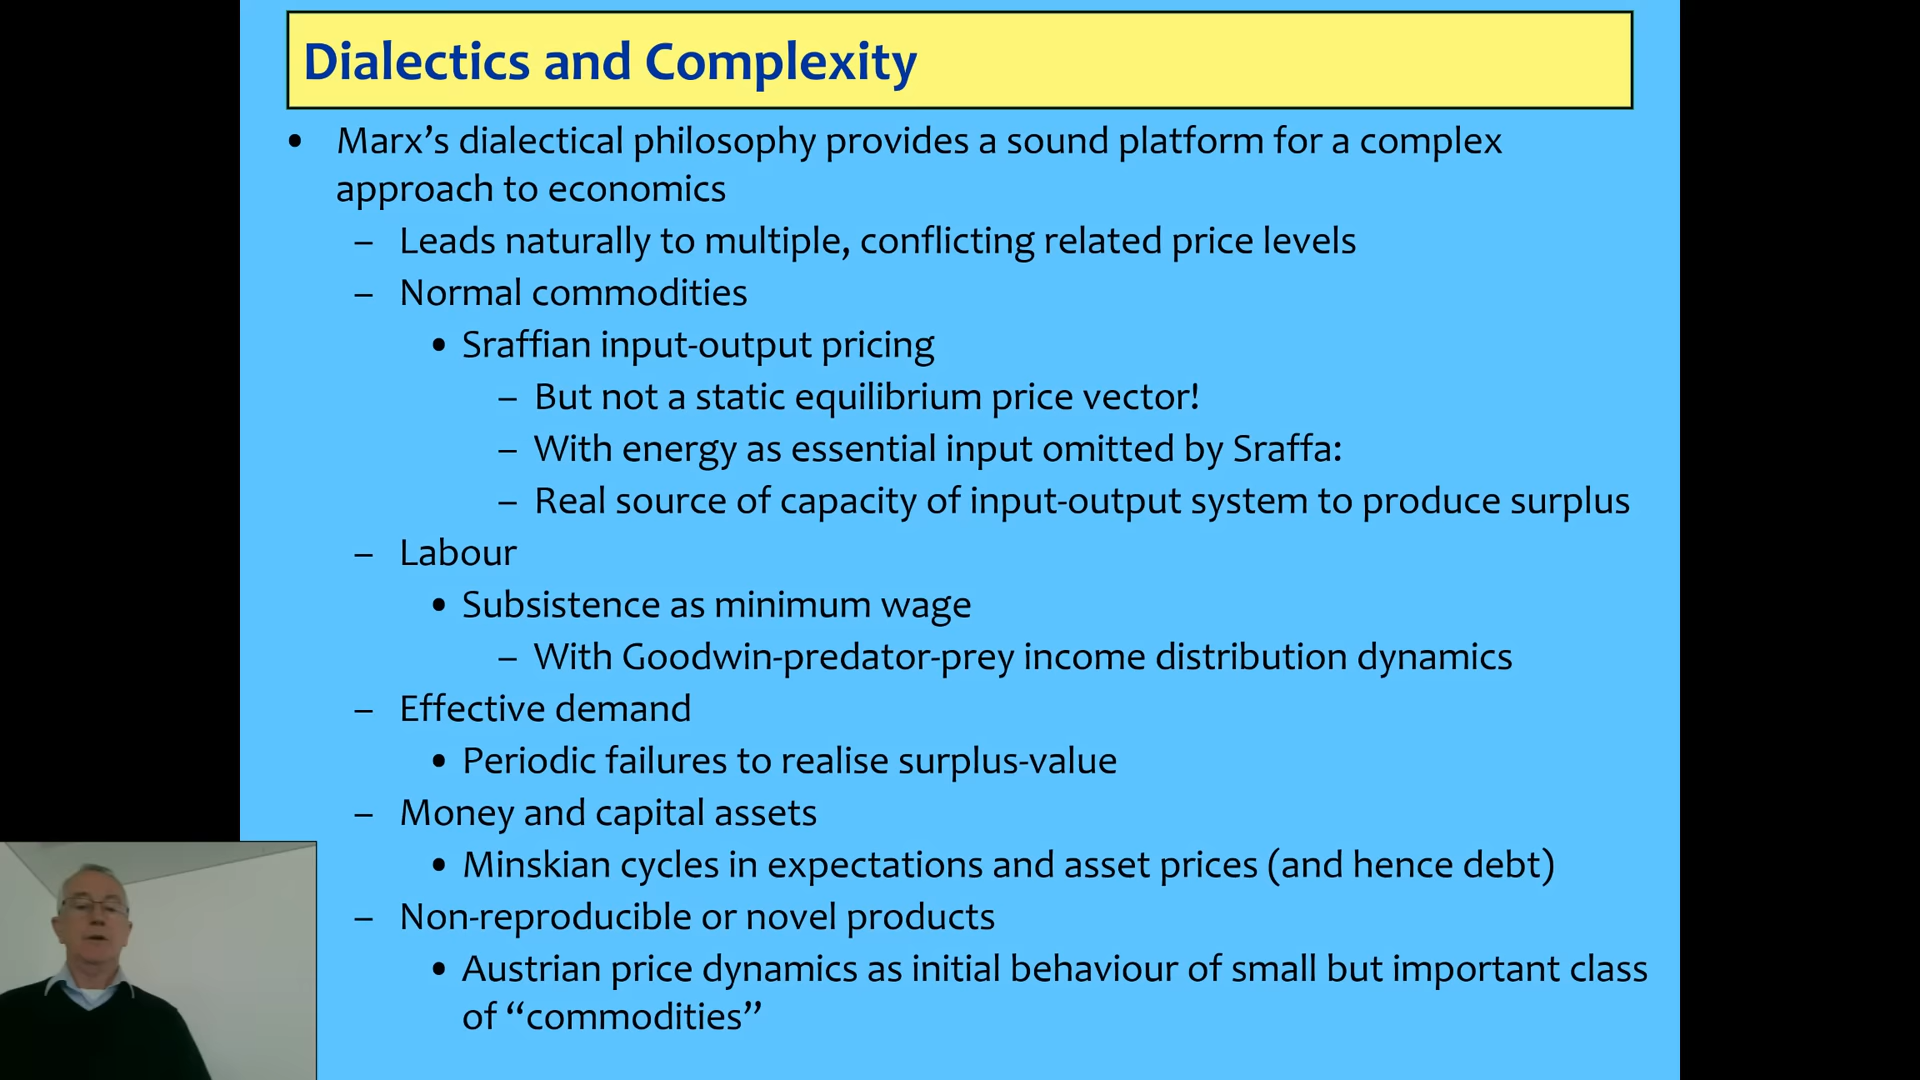 Dialectics and Complexity
• Marx’s dialectical philosophy provides a sound platform for a complex
approach to economics
– Leads naturally to multiple, conflicting related price levels
– Normal commodities
• Sraffian input-output pricing
– But not a static equilibrium price vector!
– With energy as essential input omitted by Sraffa:
– Real source of capacity of input-output system to produce surplus
– Labour
• Subsistence as minimum wage
– With Goodwin-predator-prey income distribution dynamics
– Effective demand
• Periodic failures to realise surplus-value
– Money and capital assets
• Minskian cycles in expectations and asset prices (and hence debt)
– Non-reproducible or novel products
• Austrian price dynamics as initial behaviour of small but important class
of “commodities”